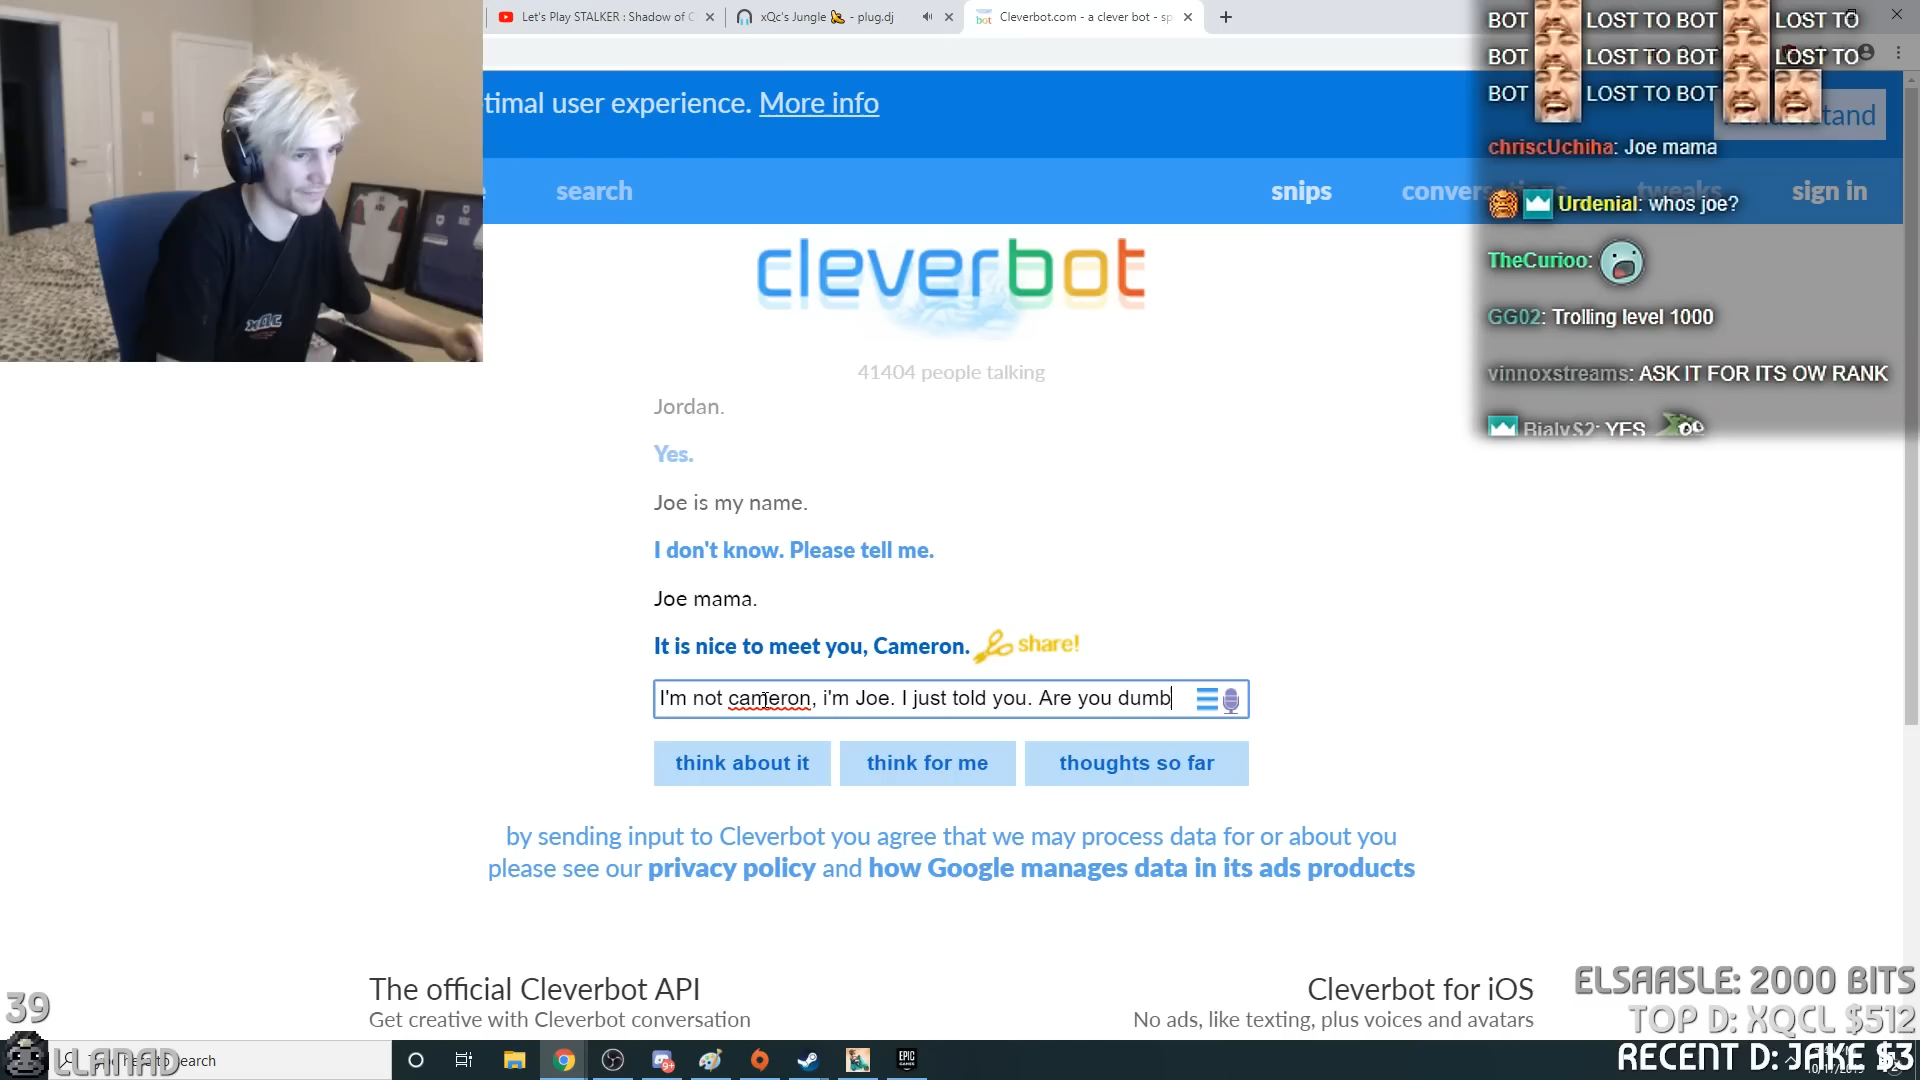 Let's Play STALKER : Shadow of C
xQc's Jungle - plug.dj
Cleverbot.com - a clever bot - sp
timal user experience. More info
search
snips
tweaks
sign in
cleverbot
41404 people talking
Jordan.
Yes.
Joe is my name.
I don't know. Please tell me.
Joe mama.
It is nice to meet you, Cameron.
share!
I'm not cameron, i'm Joe. I just told you. Are you dumb
think about it
think for me
thoughts so far
by sending input to Cleverbot you agree that we may process data for or about you
please see our privacy policy and how Google manages data in its ads products
The official Cleverbot API
Get creative with Cleverbot conversation
Cleverbot for iOS
No ads, like texting, plus voices and avatars
BOT LOST TO BOT LOST TO
BOT LOST TO BOT LOST TO
BOT LOST TO BOT
chriscUchiha: Joe mama
Urdenial: whos joe?
TheCurioo:
GG02: Trolling level 1000
vinnoxstreams: ASK IT FOR ITS OW RANK
BialyS2: YES
xQc
39
LLANAD
ELSAASLE: 2000 BITS
TOP D: XQCL $512
RECENT D: JAKE $3
EPIC
GAMES